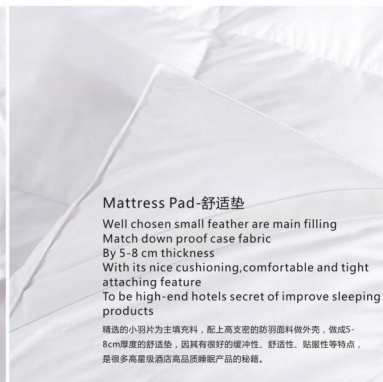 Mattress Pad-舒适垫
Well chosen small feather are main filling
Match down proof case fabric
By 5-8 cm thickness
With its nice cushioning,comfortable and tight
attaching feature
To be high-end hotels secret of improve sleeping
products
精选的小羽片为主填充料，配上高支密的防羽面料做外壳，做成5-
8cm厚度的舒适垫，因其有很好的缓冲性、舒适性、贴服性等特点，
是很多高星级酒店高品质睡眠产品的秘籍。